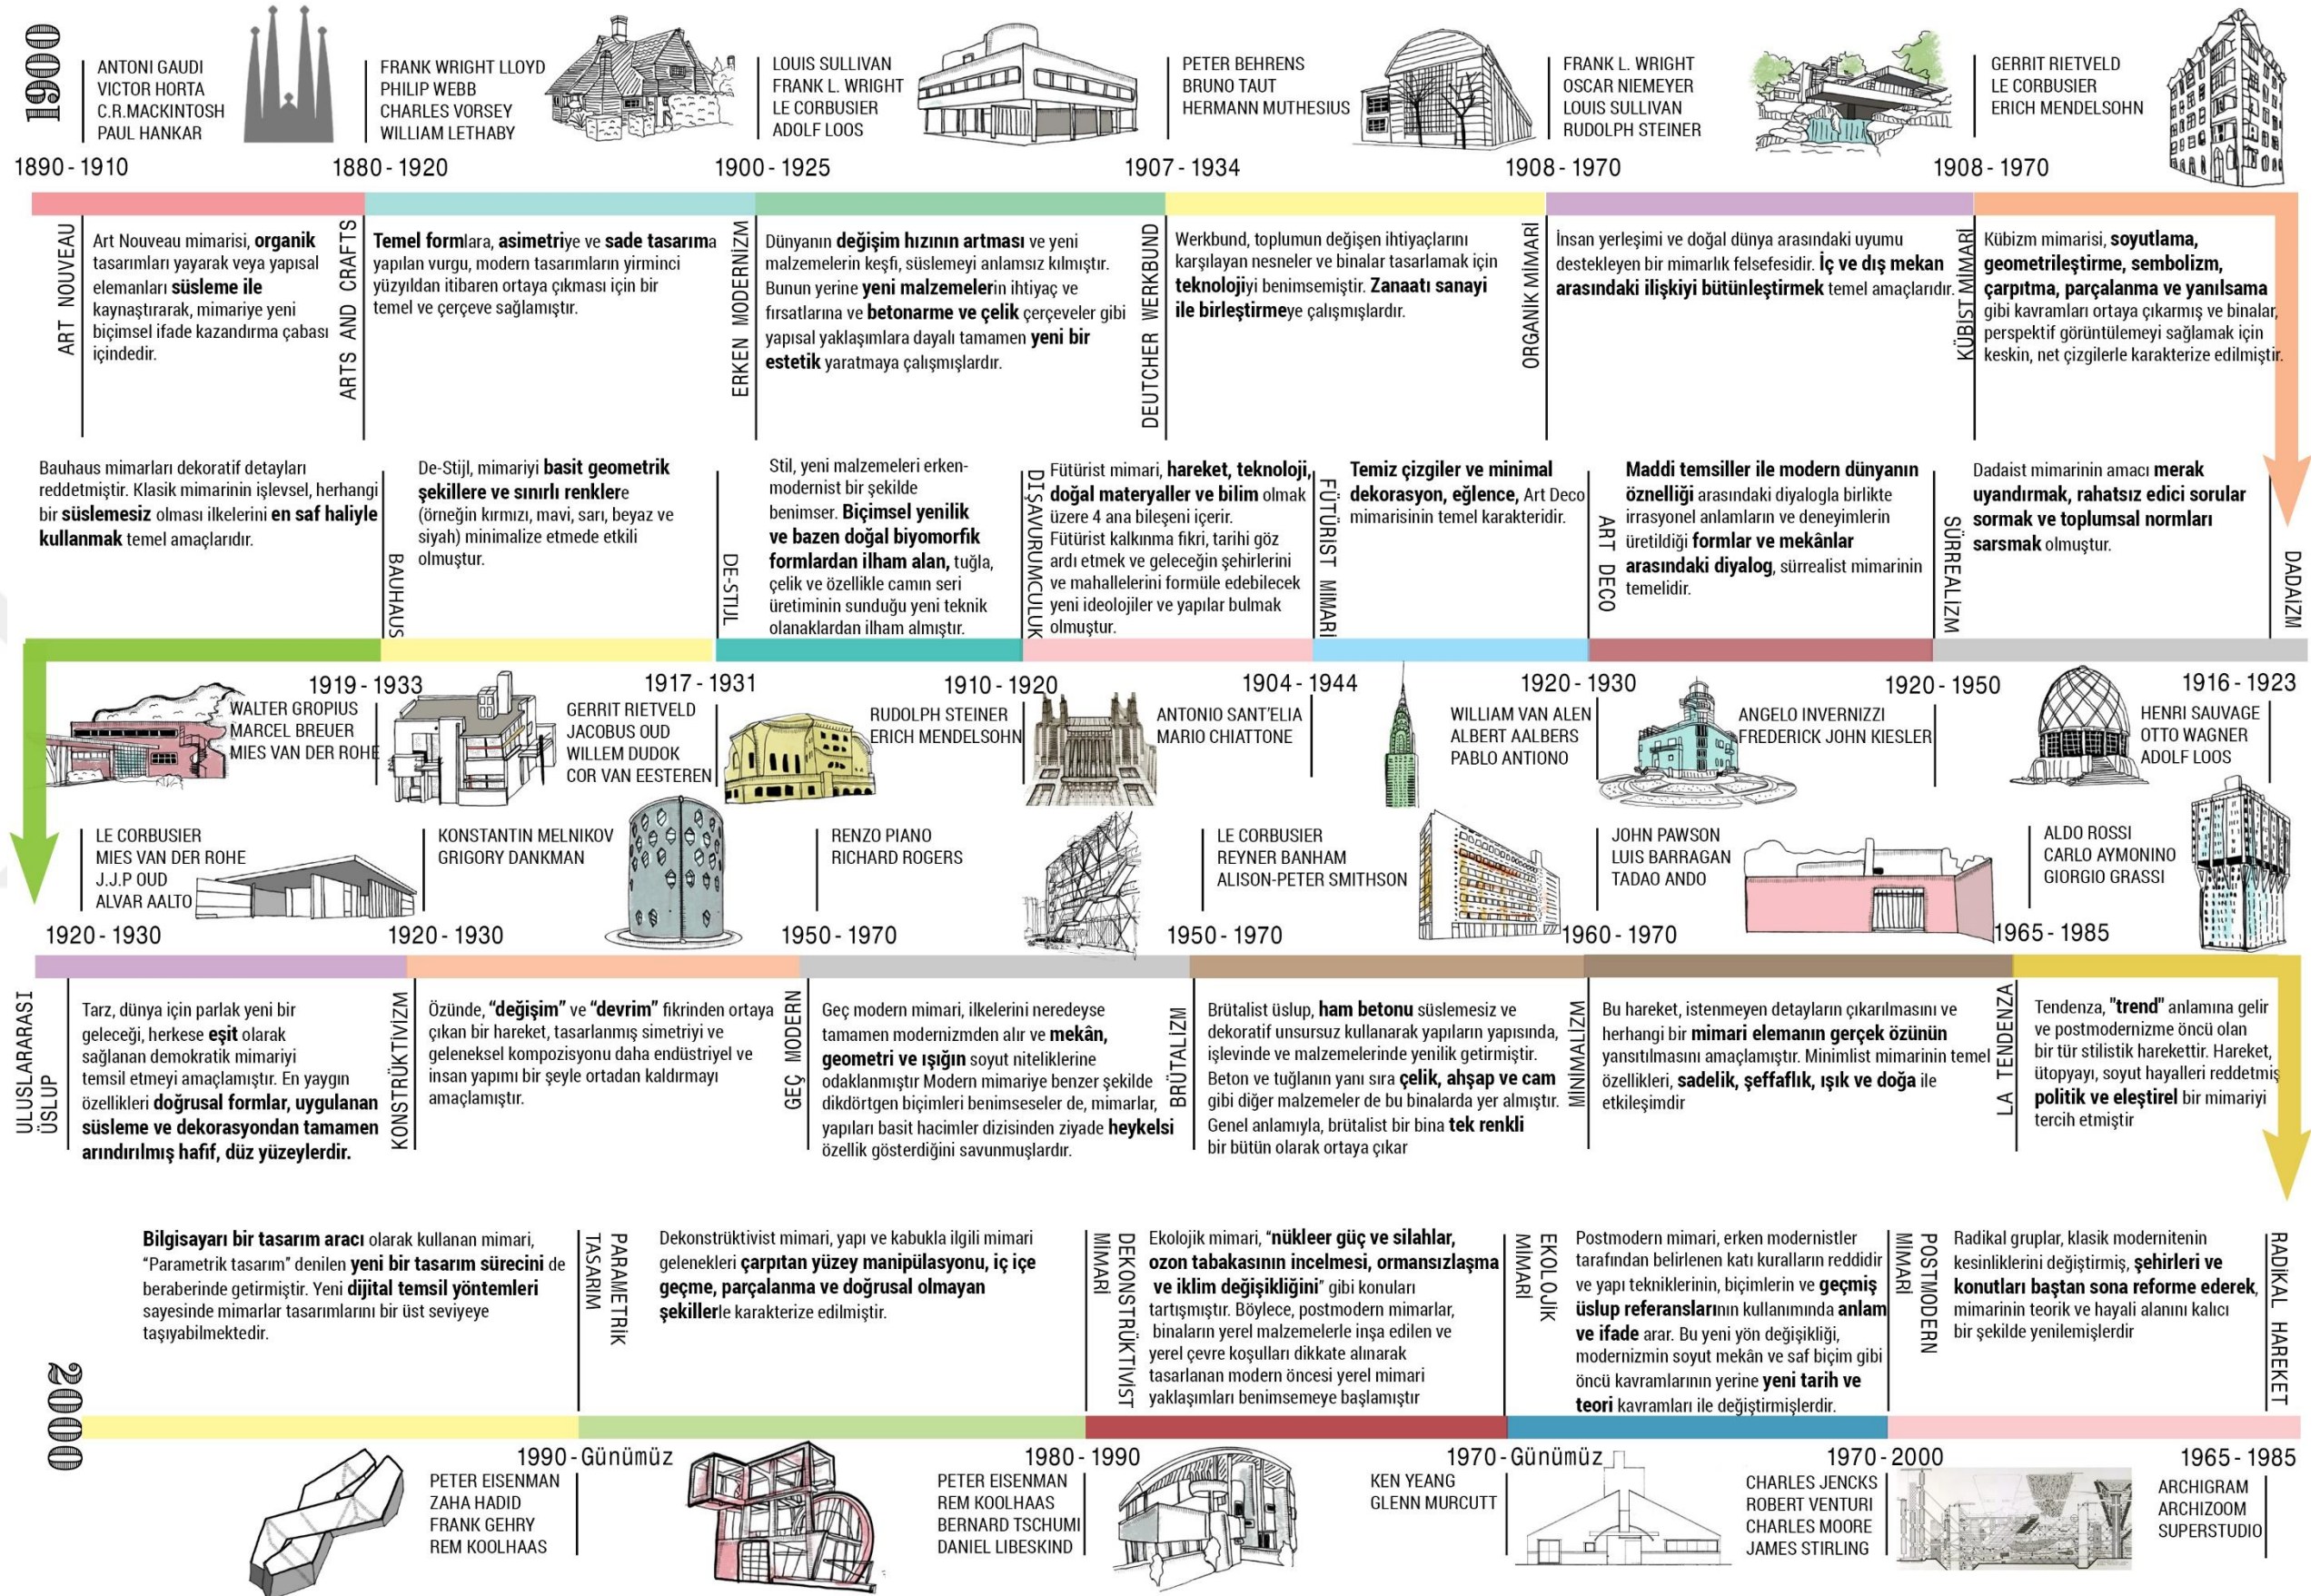 1900
ANTONI GAUDI
VICTOR HORTA
C.R.MACKINTOSH
PAUL HANKAR
1890 - 1910
ART NOUVEAU
Art Nouveau mimarisi, organik
tasarımları yayarak veya yapısal
elemanları süsleme ile
kaynaştırarak, mimariye yeni
biçimsel ifade kazandırma çabası
içindedir.
FRANK WRIGHT LLOYD
PHILIP WEBB
CHARLES VORSEY
WILLIAM LETHABY
1880 - 1920
ARTS AND CRAFTS
Temel formlara, asimetriye ve sade tasarıma
yapılan vurgu, modern tasarımların yirminci
yüzyıldan itibaren ortaya çıkması için bir
temel ve çerçeve sağlamıştır.
LOUIS SULLIVAN
FRANK L. WRIGHT
LE CORBUSIER
ADOLF LOOS
1900 - 1925
ERKEN MODERNİZM
Dünyanın değişim hızının artması ve yeni
malzemelerin keşfi, süslemeyi anlamsız kılmıştır.
Bunun yerine yeni malzemelerin ihtiyaç ve
fırsatlarına ve betonarme ve çelik çerçeveler gibi
yapısal yaklaşımlara dayalı tamamen yeni bir
estetik yaratmaya çalışmışlardır.
PETER BEHRENS
BRUNO TAUT
HERMANN MUTHESIUS
1907 - 1934
DEUTCHER WERKBUND
Werkbund, toplumun değişen ihtiyaçlarını
karşılayan nesneler ve binalar tasarlamak için
teknolojiyi benimsemiştir. Zanaatı sanayi
ile birleştirmeye çalışmışlardır.
FRANK L. WRIGHT
OSCAR NIEMEYER
LOUIS SULLIVAN
RUDOLPH STEINER
1908 - 1970
ORGANİK MİMARİ
İnsan yerleşimi ve doğal dünya arasındaki uyumu
destekleyen bir mimarlık felsefesidir. İç ve dış mekan
arasındaki ilişkiyi bütünleştirmek temel amaçlarıdır.
GERRIT RIETVELD
LE CORBUSIER
ERICH MENDELSOHN
1908 - 1970
KÜBİST MİMARİ
Kübizm mimarisi, soyutlama,
geometrileştirme, sembolizm,
çarpıtma, parçalanma ve yanılsama
gibi kavramları ortaya çıkarmış ve binalar,
perspektif görüntülemeyi sağlamak için
keskin, net çizgilerle karakterize edilmiştir.
Bauhaus mimarları dekoratif detayları
reddetmiştir. Klasik mimarinin işlevsel, herhangi
bir süslemesiz olması ilkelerini en saf haliyle
kullanmak temel amaçlarıdır.
BAUHAUS
1919 - 1933
WALTER GROPIUS
MARCEL BREUER
MIES VAN DER ROHE
De-Stijl, mimariyi basit geometrik
şekillere ve sınırlı renklere
(örneğin kırmızı, mavi, sarı, beyaz ve
siyah) minimalize etmede etkili
olmuştur.
DE-STIJL
1917 - 1931
GERRIT RIETVELD
JACOBUS OUD
WILLEM DUDOK
COR VAN EESTEREN
Stil, yeni malzemeleri erken-
modernist bir şekilde
benimser. Biçimsel yenilik
ve bazen doğal biyomorfik
formlardan ilham alan, tuğla,
çelik ve özellikle camın seri
üretiminin sunduğu yeni teknik
olanaklardan ilham almıştır.
DIŞAVURUMCULUK
1910 - 1920
RUDOLPH STEINER
ERICH MENDELSOHN
Fütürist mimari, hareket, teknoloji,
doğal materyaller ve bilim olmak
üzere 4 ana bileşeni içerir.
Fütürist kalkınma fikri, tarihi göz
ardı etmek ve geleceğin şehirlerini
ve mahallelerini formüle edebilecek
yeni ideolojiler ve yapılar bulmak
olmuştur.
FÜTÜRİST MİMARİ
1904 - 1944
ANTONIO SANT'ELIA
MARIO CHIATTONE
Temiz çizgiler ve minimal
dekorasyon, eğlence, Art Deco
mimarisinin temel karakteridir.
ART DECO
1920 - 1930
WILLIAM VAN ALEN
ALBERT AALBERS
PABLO ANTIONO
Maddi temsiller ile modern dünyanın
öznelliği arasındaki diyalogla birlikte
irrasyonel anlamların ve deneyimlerin
üretildiği formlar ve mekânlar
arasındaki diyalog, sürrealist mimarinin
temelidir.
SÜRREALİZM
1920 - 1950
ANGELO INVERNIZZI
FREDERICK JOHN KIESLER
Dadaist mimarinin amacı merak
uyandırmak, rahatsız edici sorular
sormak ve toplumsal normları
sarsmak olmuştur.
DADAİZM
1916 - 1923
HENRI SAUVAGE
OTTO WAGNER
ADOLF LOOS
LE CORBUSIER
MIES VAN DER ROHE
J.J.P OUD
ALVAR AALTO
1920 - 1930
ULUSLARARASI
ÜSLUP
Tarz, dünya için parlak yeni bir
geleceği, herkese eşit olarak
sağlanan demokratik mimariyi
temsil etmeyi amaçlamıştır. En yaygın
özellikleri doğrusal formlar, uygulanan
süsleme ve dekorasyondan tamamen
arındırılmış hafif, düz yüzeylerdir.
KONSTANTIN MELNIKOV
GRIGORY DANKMAN
1920 - 1930
KONSTRÜKTİVİZM
Özünde, “değişim” ve “devrim” fikrinden ortaya
çıkan bir hareket, tasarlanmış simetriyi ve
geleneksel kompozisyonu daha endüstriyel ve
insan yapımı bir şeyle ortadan kaldırmayı
amaçlamıştır.
RENZO PIANO
RICHARD ROGERS
1950 - 1970
GEÇ MODERN
Geç modern mimari, ilkelerini neredeyse
tamamen modernizmden alır ve mekân,
geometri ve ışığın soyut niteliklerine
odaklanmıştır Modern mimariye benzer şekilde
dikdörtgen biçimleri benimseseler de, mimarlar,
yapıları basit hacimler dizisinden ziyade heykelsi
özellik gösterdiğini savunmuşlardır.
LE CORBUSIER
REYNER BANHAM
ALISON-PETER SMITHSON
1950 - 1970
BRÜTALİZM
Brütalist üslup, ham betonu süslemesiz ve
dekoratif unsursuz kullanarak yapıların yapısında,
işlevinde ve malzemelerinde yenilik getirmiştir.
Beton ve tuğlanın yanı sıra çelik, ahşap ve cam
gibi diğer malzemeler de bu binalarda yer almıştır.
Genel anlamıyla, brütalist bir bina tek renkli
bir bütün olarak ortaya çıkar
JOHN PAWSON
LUIS BARRAGAN
TADAO ANDO
1960 - 1970
MİNİMALİZM
Bu hareket, istenmeyen detayların çıkarılmasını ve
herhangi bir mimari elemanın gerçek özünün
yansıtılmasını amaçlamıştır. Minimlist mimarinin temel
özellikleri, sadelik, şeffaflık, ışık ve doğa ile
etkileşimdir
ALDO ROSSI
CARLO AYMONINO
GIORGIO GRASSI
1965 - 1985
LA TENDENZA
Tendenza, "trend" anlamına gelir
ve postmodernizme öncü olan
bir tür stilistik harekettir. Hareket,
ütopyayı, soyut hayalleri reddetmiş
politik ve eleştirel bir mimariyi
tercih etmiştir
Bilgisayarı bir tasarım aracı olarak kullanan mimari,
“Parametrik tasarım” denilen yeni bir tasarım sürecini de
beraberinde getirmiştir. Yeni dijital temsil yöntemleri
sayesinde mimarlar tasarımlarını bir üst seviyeye
taşıyabilmektedir.
PARAMETRİK
TASARIM
2000
1990 - Günümüz
PETER EISENMAN
ZAHA HADID
FRANK GEHRY
REM KOOLHAAS
Dekonstrüktivist mimari, yapı ve kabukla ilgili mimari
gelenekleri çarpıtan yüzey manipülasyonu, iç içe
geçme, parçalanma ve doğrusal olmayan
şekillerle karakterize edilmiştir.
DEKONSTRÜKTİVİST
MİMARİ
1980 - 1990
PETER EISENMAN
REM KOOLHAAS
BERNARD TSCHUMI
DANIEL LIBESKIND
Ekolojik mimari, “nükleer güç ve silahlar,
ozon tabakasının incelmesi, ormansızlaşma
ve iklim değişikliğini” gibi konuları
tartışmıştır. Böylece, postmodern mimarlar,
binaların yerel malzemelerle inşa edilen ve
yerel çevre koşulları dikkate alınarak
tasarlanan modern öncesi yerel mimari
yaklaşımları benimsemeye başlamıştır
EKOLOJİK
MİMARİ
1970 - Günümüz
KEN YEANG
GLENN MURCUTT
Postmodern mimari, erken modernistler
tarafından belirlenen katı kuralların reddidir
ve yapı tekniklerinin, biçimlerin ve geçmiş
üslup referanslarının kullanımında anlam
ve ifade arar. Bu yeni yön değişikliği,
modernizmin soyut mekân ve saf biçim gibi
öncü kavramlarının yerine yeni tarih ve
teori kavramları ile değiştirmişlerdir.
POSTMODERN
MİMARİ
1970 - 2000
CHARLES JENCKS
ROBERT VENTURI
CHARLES MOORE
JAMES STIRLING
Radikal gruplar, klasik modernitenin
kesinliklerini değiştirmiş, şehirleri ve
konutları baştan sona reforme ederek,
mimarinin teorik ve hayali alanını kalıcı
bir şekilde yenilemişlerdir
RADİKAL HAREKET
1965 - 1985
ARCHIGRAM
ARCHIZOOM
SUPERSTUDIO